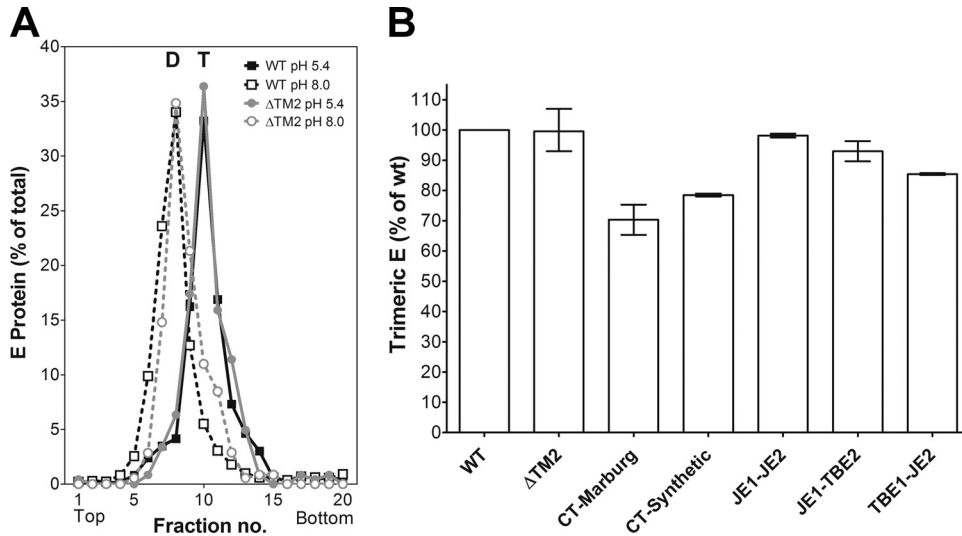 A
D T
WT pH 5.4
WT pH 8.0
ΔTM2 pH 5.4
ΔTM2 pH 8.0
E Protein (% of total)
40
35
30
25
20
15
10
5
0
1 5 10 15 20
Top Bottom
Fraction no.
B
Trimeric E (% of wt)
110
100
90
80
70
60
50
40
30
20
10
0
WT
ΔTM2
CT-Marburg
CT-Synthetic
JE1-JE2
JE1-TBE2
TBE1-JE2